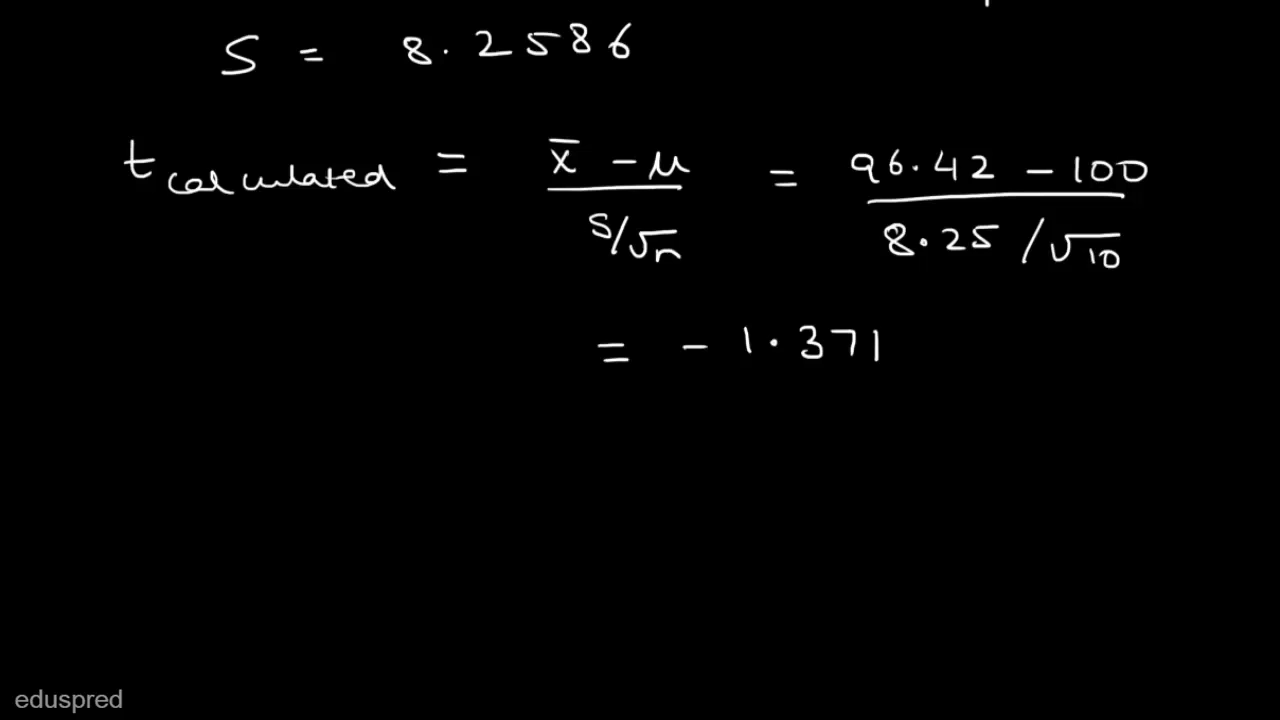 S = 8.2586
t calculated = x̄ - μ / S/√n = 96.42 - 100 / 8.25 / √10
= - 1.371
eduspred